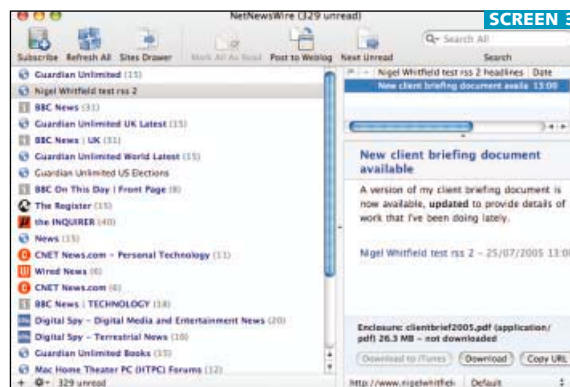 NetNewsWire (329 unread)
SCREEN 3
Subscribe Refresh All Sites Drawer Mark All As Read Post to Weblog Next Unread Search
Search All
Guardian Unlimited (15)
Nigel Whitfield test rss 2
BBC News (31)
Guardian Unlimited UK Latest (15)
BBC News | UK (31)
Guardian Unlimited World Latest (15)
Guardian Unlimited US Elections
BBC On This Day | Front Page (8)
The Register (15)
the INQUIRER (40)
News (15)
CNET News.com – Personal Technology (11)
Wired News (6)
CNET News.com (6)
BBC News | TECHNOLOGY (18)
Digital Spy – Digital Media and Entertainment News (20)
Digital Spy – Terrestrial News (10)
Guardian Unlimited Books (15)
Mac Home Theater PC (HTPC) Forums (12)
329 unread
Nigel Whitfield test rss 2 headlines Date
New client briefing document availa 13:00
New client briefing document
available
A version of my client briefing document is
now available, updated to provide details of
work that I've been doing lately.
Nigel Whitfield test rss 2 – 25/07/2005 13:00
Enclosure: clientbrief2005.pdf (application/
pdf) 26.3 MB – not downloaded
Download to iTunes Download Copy URL
http://www.nigelwhitfiel Default